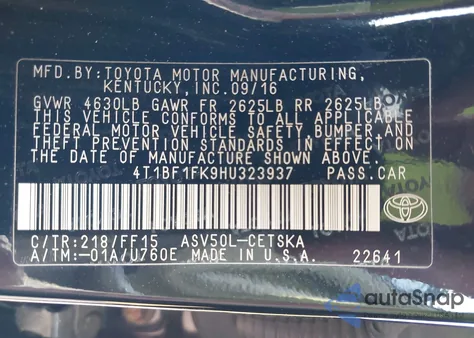 MFD.BY:TOYOTA MOTOR MANUFACTURING,
KENTUCKY,INC.09/16
GVWR 4630LB GAWR FR 2625LB RR 2625LB
THIS VEHICLE CONFORMS TO ALL APPLICABLE
FEDERAL MOTOR VEHICLE SAFETY,BUMPER,AND
THEFT PREVENTION STANDARDS IN EFFECT ON
THE DATE OF MANUFACTURE SHOWN ABOVE.
4T1BF1FK9HU323937 PASS.CAR
C/TR:218/FF15 ASV50L-CETSKA
A/TM:-01A/U760E MADE IN U.S.A. 22641
autoSnap